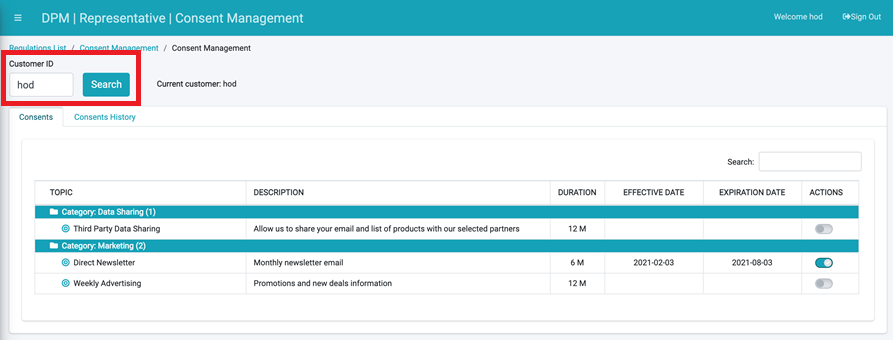 DPM | Representative | Consent Management
Welcome hod
Sign Out
Regulations List / Consent Management / Consent Management
Customer ID
hod
Search
Current customer: hod
Consents
Consents History
Search:
TOPIC DESCRIPTION DURATION EFFECTIVE DATE EXPIRATION DATE ACTIONS
Category: Data Sharing (1)
Third Party Data Sharing Allow us to share your email and list of products with our selected partners 12 M
Category: Marketing (2)
Direct Newsletter Monthly newsletter email 6 M 2021-02-03 2021-08-03
Weekly Advertising Promotions and new deals information 12 M